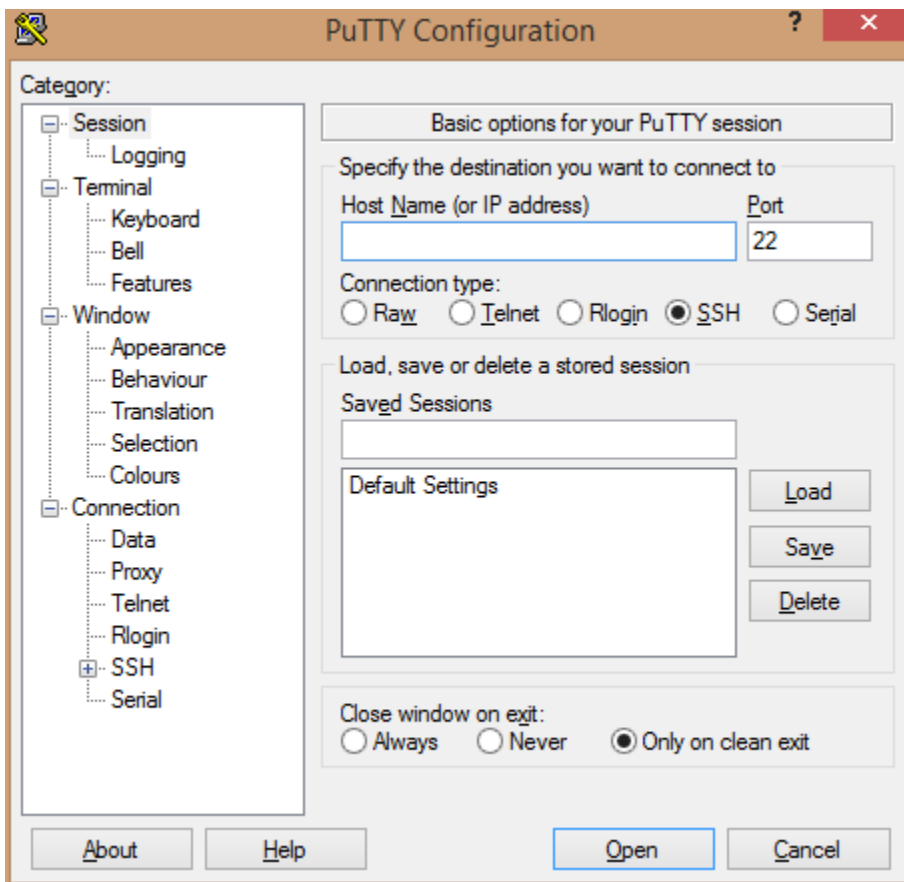 PuTTY Configuration
?
Category:
Session
Logging
Terminal
Keyboard
Bell
Features
Window
Appearance
Behaviour
Translation
Selection
Colours
Connection
Data
Proxy
Telnet
Rlogin
SSH
Serial
Basic options for your PuTTY session
Specify the destination you want to connect to
Host Name (or IP address) Port
22
Connection type:
Raw Telnet Rlogin SSH Serial
Load, save or delete a stored session
Saved Sessions
Default Settings
Load
Save
Delete
Close window on exit:
Always Never Only on clean exit
About Help Open Cancel